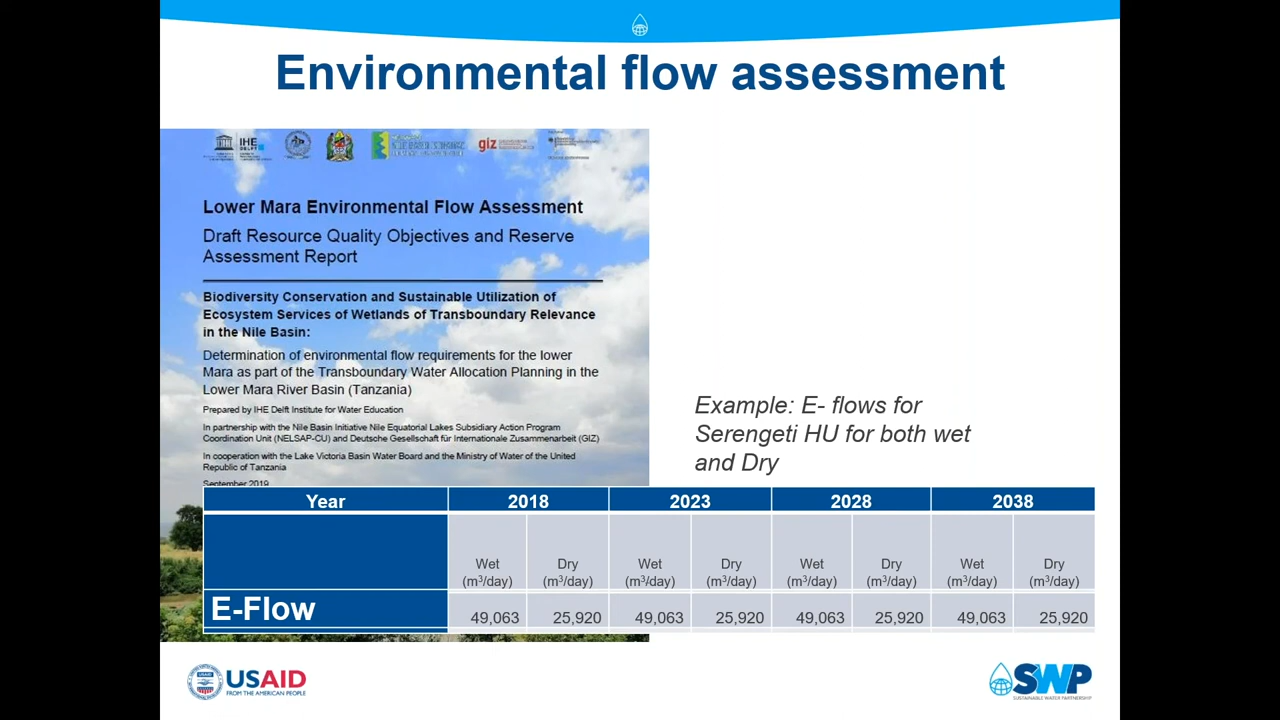 Environmental flow assessment
IHE
DELFT
giz
Lower Mara Environmental Flow Assessment
Draft Resource Quality Objectives and Reserve
Assessment Report
Biodiversity Conservation and Sustainable Utilization of
Ecosystem Services of Wetlands of Transboundary Relevance
in the Nile Basin:
Determination of environmental flow requirements for the lower
Mara as part of the Transboundary Water Allocation Planning in the
Lower Mara River Basin (Tanzania)
Prepared by IHE Delft Institute for Water Education
In partnership with the Nile Basin Initiative Nile Equatorial Lakes Subsidiary Action Program
Coordination Unit (NELSAP-CU) and Deutsche Gesellschaft für Internationale Zusammenarbeit (GIZ)
In cooperation with the Lake Victoria Basin Water Board and the Ministry of Water of the United
Republic of Tanzania
September 2019
Example: E- flows for
Serengeti HU for both wet
and Dry
Year 2018 2023 2028 2038
Wet Dry Wet Dry Wet Dry Wet Dry
(m³/day) (m³/day) (m³/day) (m³/day) (m³/day) (m³/day) (m³/day) (m³/day)
E-Flow 49,063 25,920 49,063 25,920 49,063 25,920 49,063 25,920
USAID
FROM THE AMERICAN PEOPLE
SWP
SUSTAINABLE WATER PARTNERSHIP